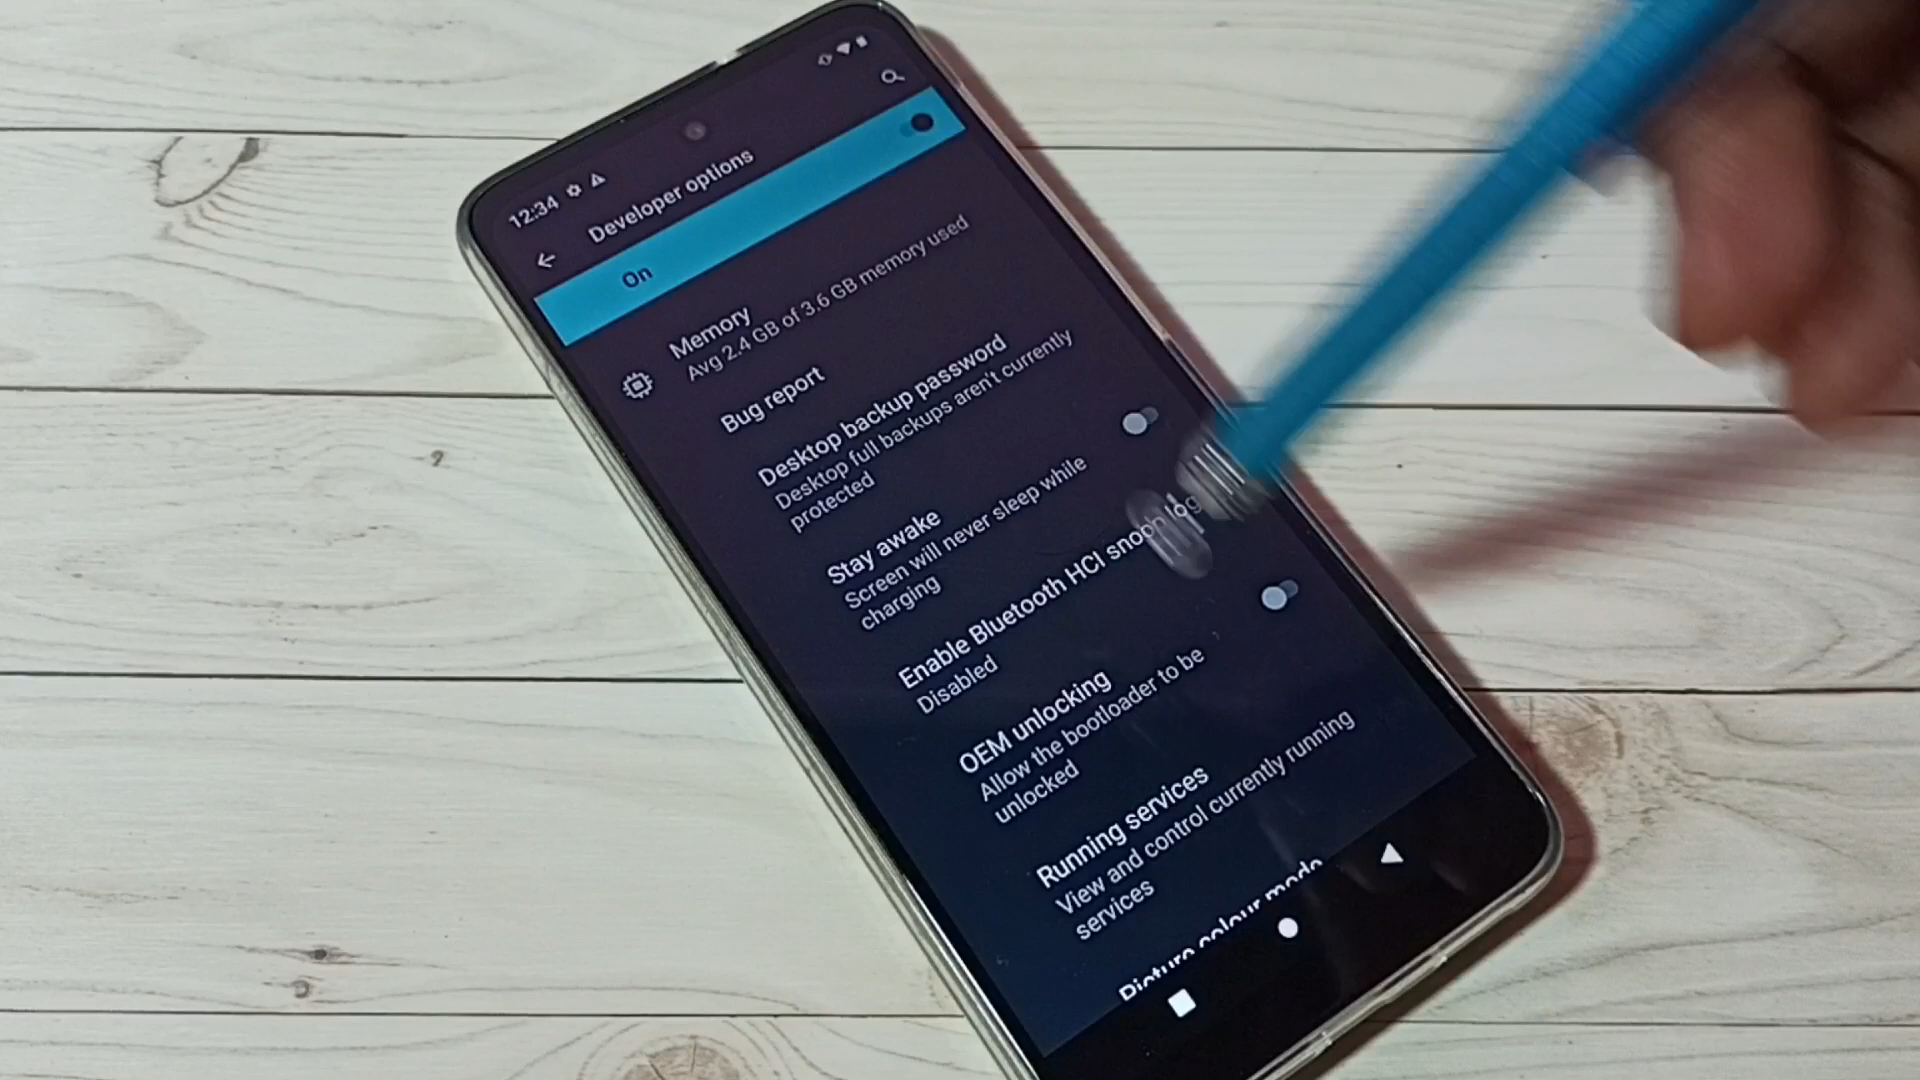 12:34
Developer options
On
Memory
Avg 2.4 GB of 3.6 GB memory used
Bug report
Desktop backup password
Desktop full backups aren't currently
protected
Stay awake
Screen will never sleep while
charging
Enable Bluetooth HCI snoop log
Disabled
OEM unlocking
Allow the bootloader to be
unlocked
Running services
View and control currently running
services
Picture colour mode